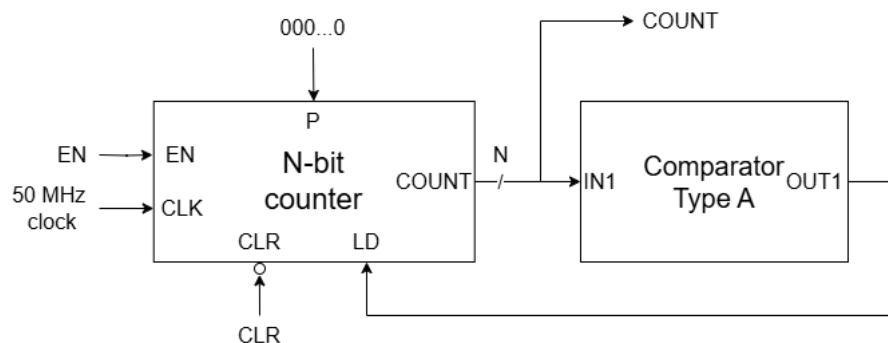 000...0
COUNT
P
EN
EN
N-bit
counter
N
COUNT
IN1
Comparator
Type A
OUT1
50 MHz
clock
CLK
CLR
LD
CLR